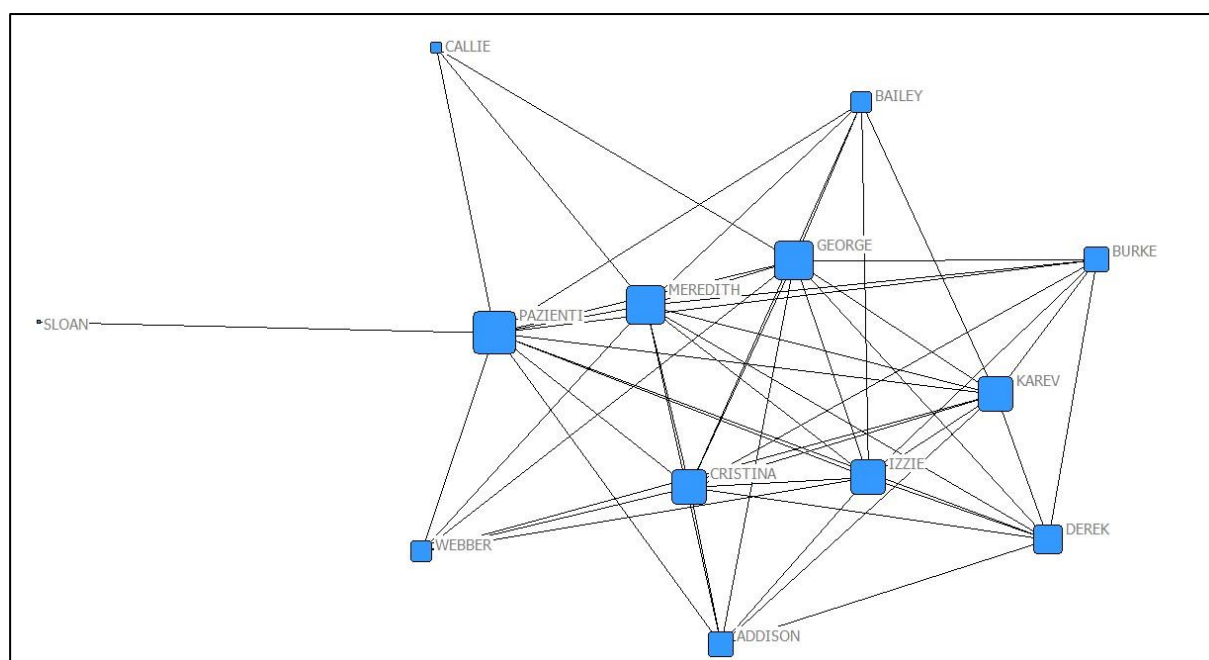 CALLIE
BAILEY
GEORGE
BURKE
MEREDITH
PAZIENTI
SLOAN
KAREV
IZZIE
CRISTINA
DEREK
WEBBER
ADDISON